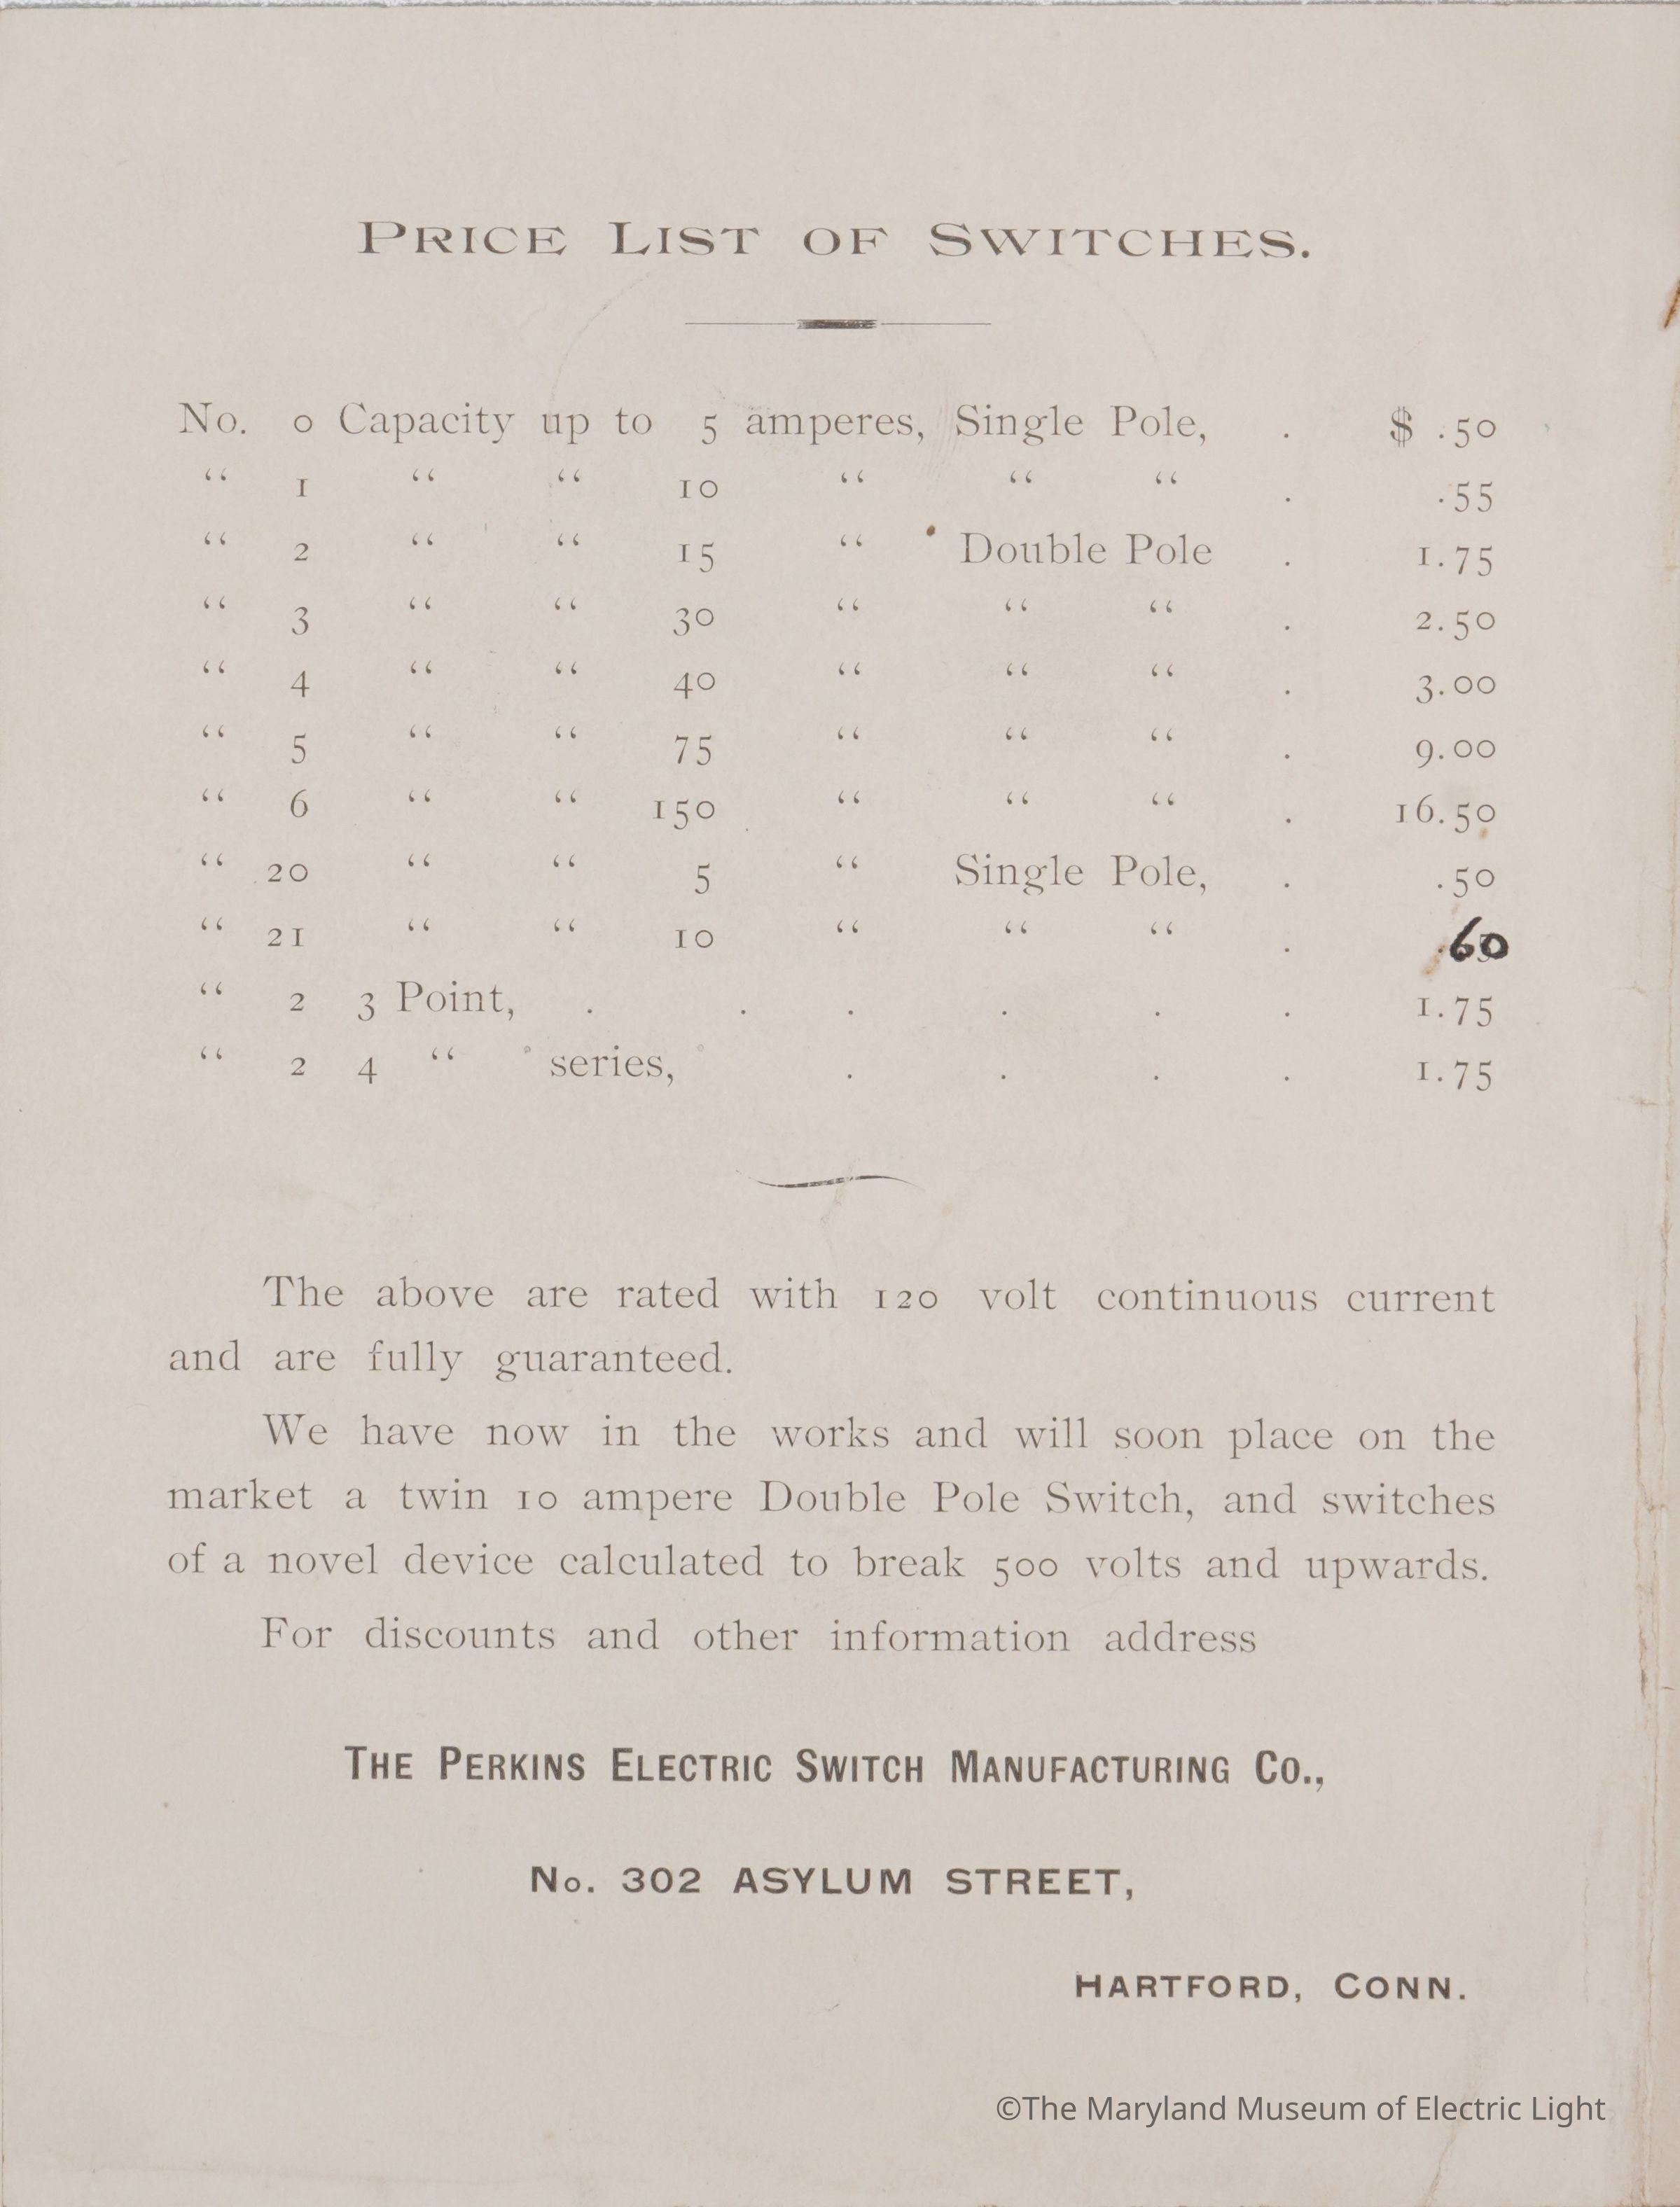 PRICE LIST OF SWITCHES.
No. 0 Capacity up to 5 amperes, Single Pole, . $ .50
“ 1 “ “ 10 “ “ “ . .55
“ 2 “ “ 15 “ Double Pole . 1.75
“ 3 “ “ 30 “ “ “ . 2.50
“ 4 “ “ 40 “ “ “ . 3.00
“ 5 “ “ 75 “ “ “ . 9.00
“ 6 “ “ 150 “ “ “ . 16.50
“ 20 “ “ 5 “ Single Pole, . .50
“ 21 “ “ 10 “ “ “ . .60
“ 2 3 Point, . . . . . . 1.75
“ 2 4 “ series, . . . . 1.75
The above are rated with 120 volt continuous current
and are fully guaranteed.
We have now in the works and will soon place on the
market a twin 10 ampere Double Pole Switch, and switches
of a novel device calculated to break 500 volts and upwards.
For discounts and other information address
THE PERKINS ELECTRIC SWITCH MANUFACTURING CO.,
No. 302 ASYLUM STREET,
HARTFORD, CONN.
©The Maryland Museum of Electric Light